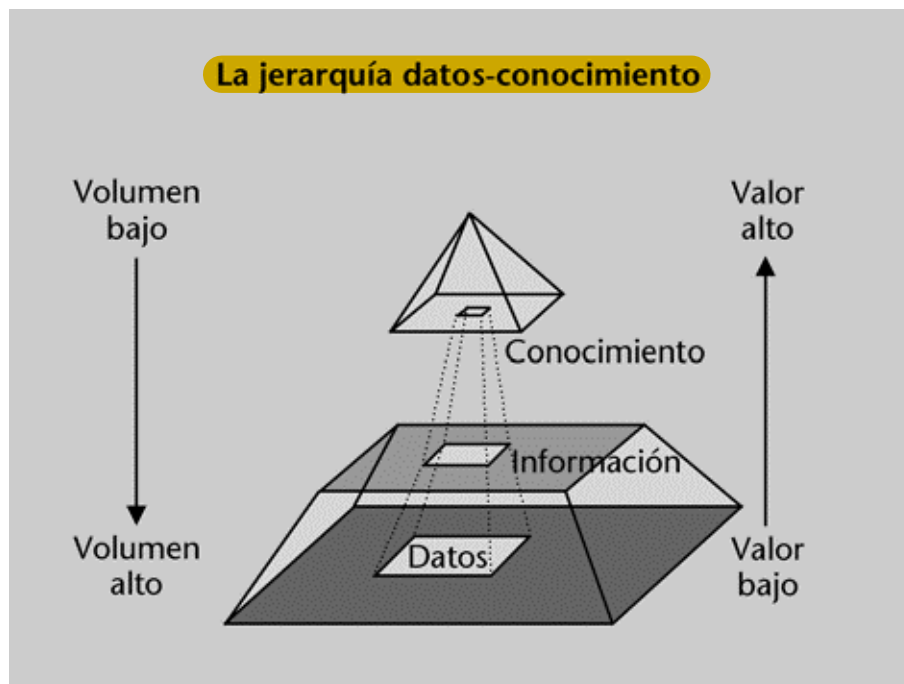 La jerarquía datos-conocimiento
Volumen
bajo
Valor
alto
Conocimiento
Información
Datos
Volumen
alto
Valor
bajo